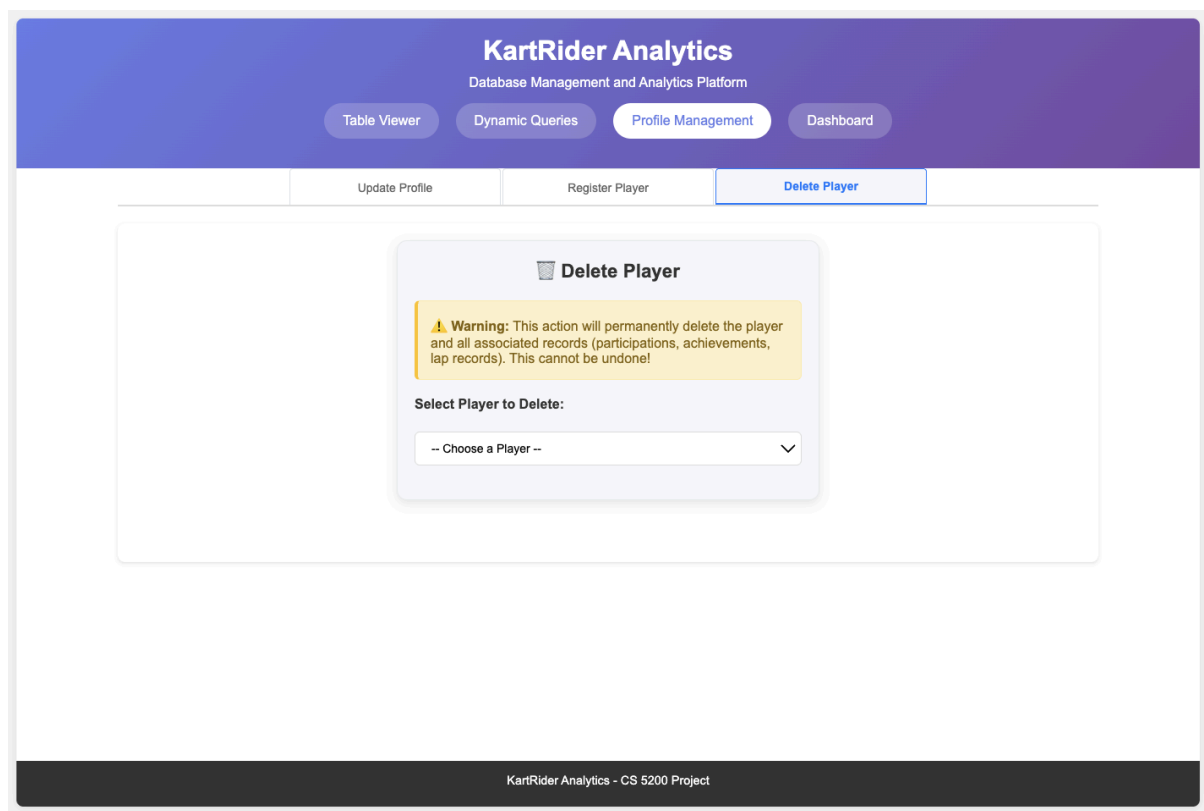 KartRider Analytics
Database Management and Analytics Platform
Table Viewer Dynamic Queries Profile Management Dashboard
Update Profile Register Player Delete Player
🗑️ Delete Player
⚠️ Warning: This action will permanently delete the player
and all associated records (participations, achievements,
lap records). This cannot be undone!
Select Player to Delete:
-- Choose a Player --
KartRider Analytics - CS 5200 Project